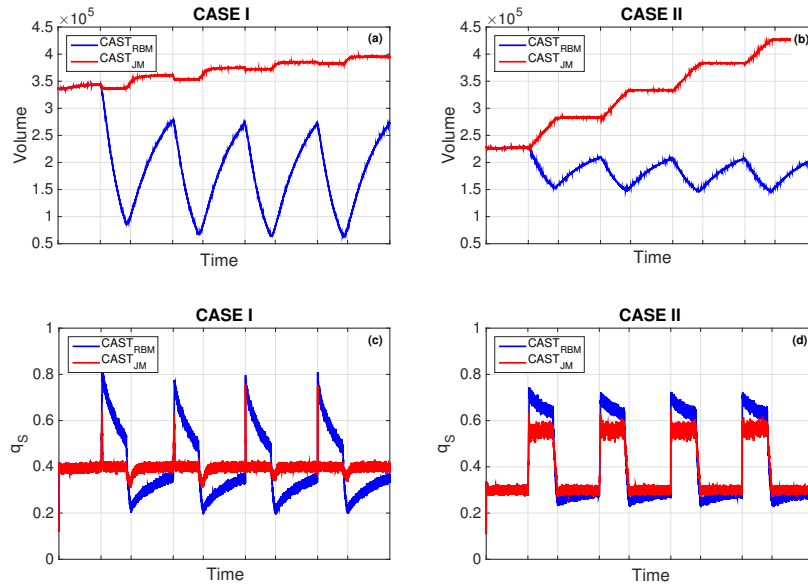 CASE I
×10^5
(a)
CAST_RBM
CAST_JM
4.5
4
3.5
3
2.5
2
1.5
1
0.5
Volume
Time
CASE II
×10^5
(b)
CAST_RBM
CAST_JM
4.5
4
3.5
3
2.5
2
1.5
1
0.5
Volume
Time
CASE I
(c)
CAST_RBM
CAST_JM
1
0.8
0.6
0.4
0.2
0
q_S
Time
CASE II
(d)
CAST_RBM
CAST_JM
1
0.8
0.6
0.4
0.2
0
q_S
Time